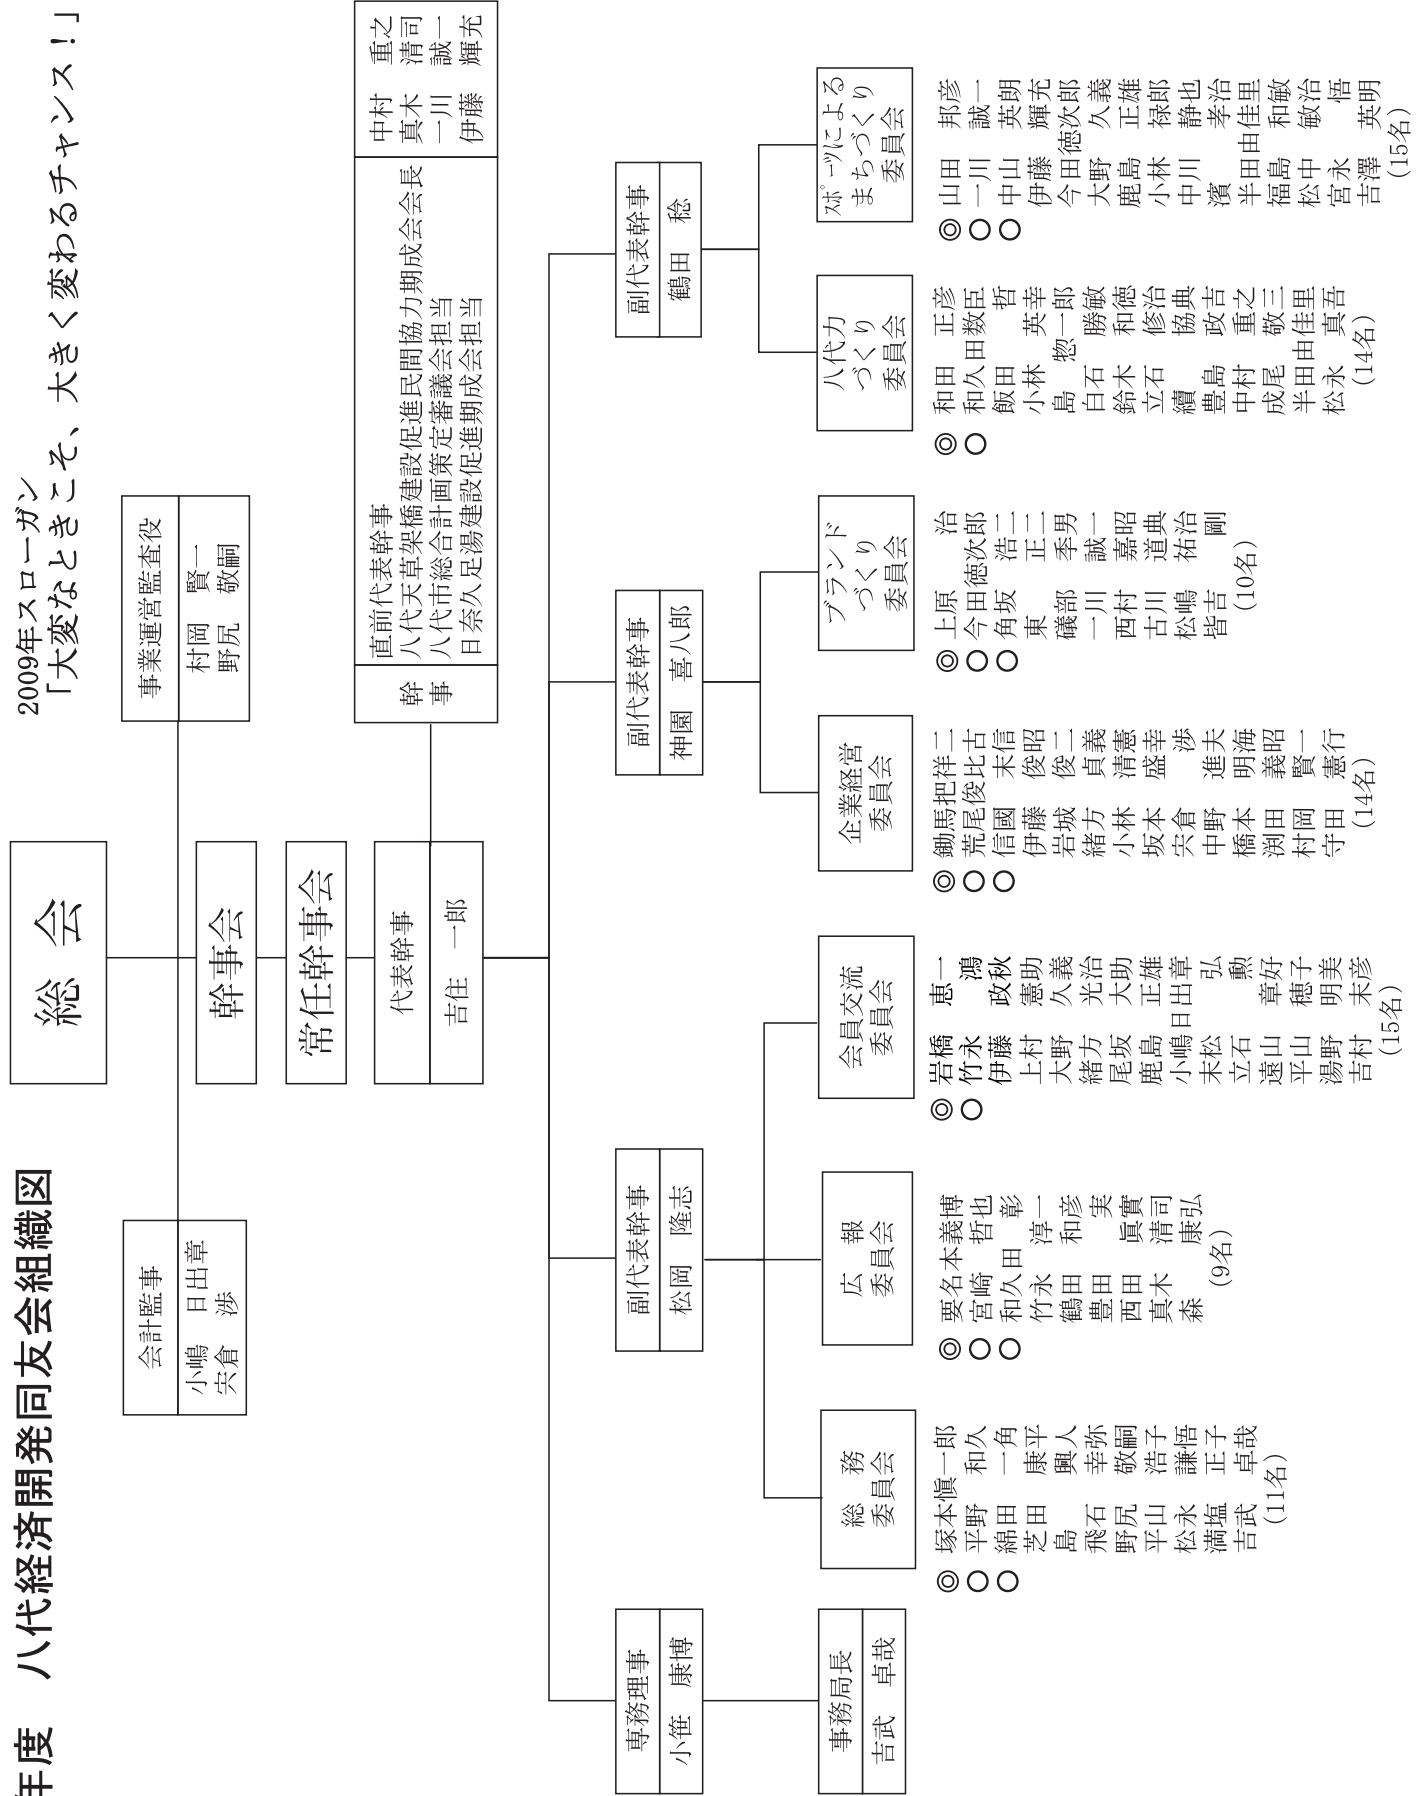 年度　八代経済開発同友会組織図
2009年スローガン
「大変なときこそ、大きく変わるチャンス！」
総　会
会計監事
小嶋　日出章
宍倉　渉
事業運営監査役
村岡　賢一
野尻　敬嗣
幹事会
常任幹事会
代表幹事
吉住　一郎
幹事
直前代表幹事　中村　重之
八代天草架橋建設促進民間協力期成会会長　真木　清司
八代市総合計画策定審議会担当　一川　誠一
日奈久足湯建設促進期成会担当　伊藤　輝充
専務理事
小笹　康博
事務局長
吉武　卓哉
副代表幹事
松岡　隆志
総　務
委員会
◎ 塚本愼一郎
○ 平野　和久
○ 綿田　一角
芝田　康平
島　興人
飛石　幸弥
野尻　敬嗣
平山　浩子
松永　謙悟
満塩　正子
吉武　卓哉
(11名)
広　報
委員会
◎ 要名本義博
○ 宮崎　哲也
○ 和久田　彰
竹永　淳一
鶴田　和彦
豊田　実
西田　眞實
真木　清司
森　康弘
(9名)
会員交流
委員会
◎ 岩橋　恵一
○ 竹永　鴻
伊藤　政秋
上村　憲助
大野　久義
緒方　光治
尾坂　大助
鹿島　正雄
小嶋日出章
末松　弘
立石　勲
遠山　章好
平山　穂子
湯野　明美
吉村　末彦
(15名)
副代表幹事
神園　喜八郎
企業経営
委員会
◎ 鋤馬把祥二
○ 荒尾俊比古
○ 信國　末信
伊藤　俊昭
岩城　俊二
緒方　貞義
小林　清憲
坂本　盛幸
宍倉　渉
中野　進夫
橋本　明海
渕田　義昭
村岡　賢一
守田　憲行
(14名)
ブランド
づくり
委員会
◎ 上原　治
○ 今田徳次郎
○ 角坂　浩二
東　正二
礒部　季男
一川　誠一
西村　嘉昭
古川　道典
松嶋　祐治
皆吉　剛
(10名)
副代表幹事
鶴田　稔
八代力
づくり
委員会
◎ 和田　正彦
○ 和久田数臣
飯田　哲
小林　英幸
島　惣一郎
白石　勝敏
鈴木　和徳
立石　修治
續　協典
豊島　政吉
中村　重之
成尾　敬三
半田由佳里
松永　真吾
(14名)
スポーツによる
まちづくり
委員会
◎ 山田　邦彦
○ 一川　誠一
○ 中山　英朗
伊藤　輝充
今田徳次郎
大野　久義
鹿島　正雄
小林　禄郎
中川　静也
濱　孝治
半田由佳里
福島　和敏
松中　敏治
宮永　悟
吉澤　英明
(15名)